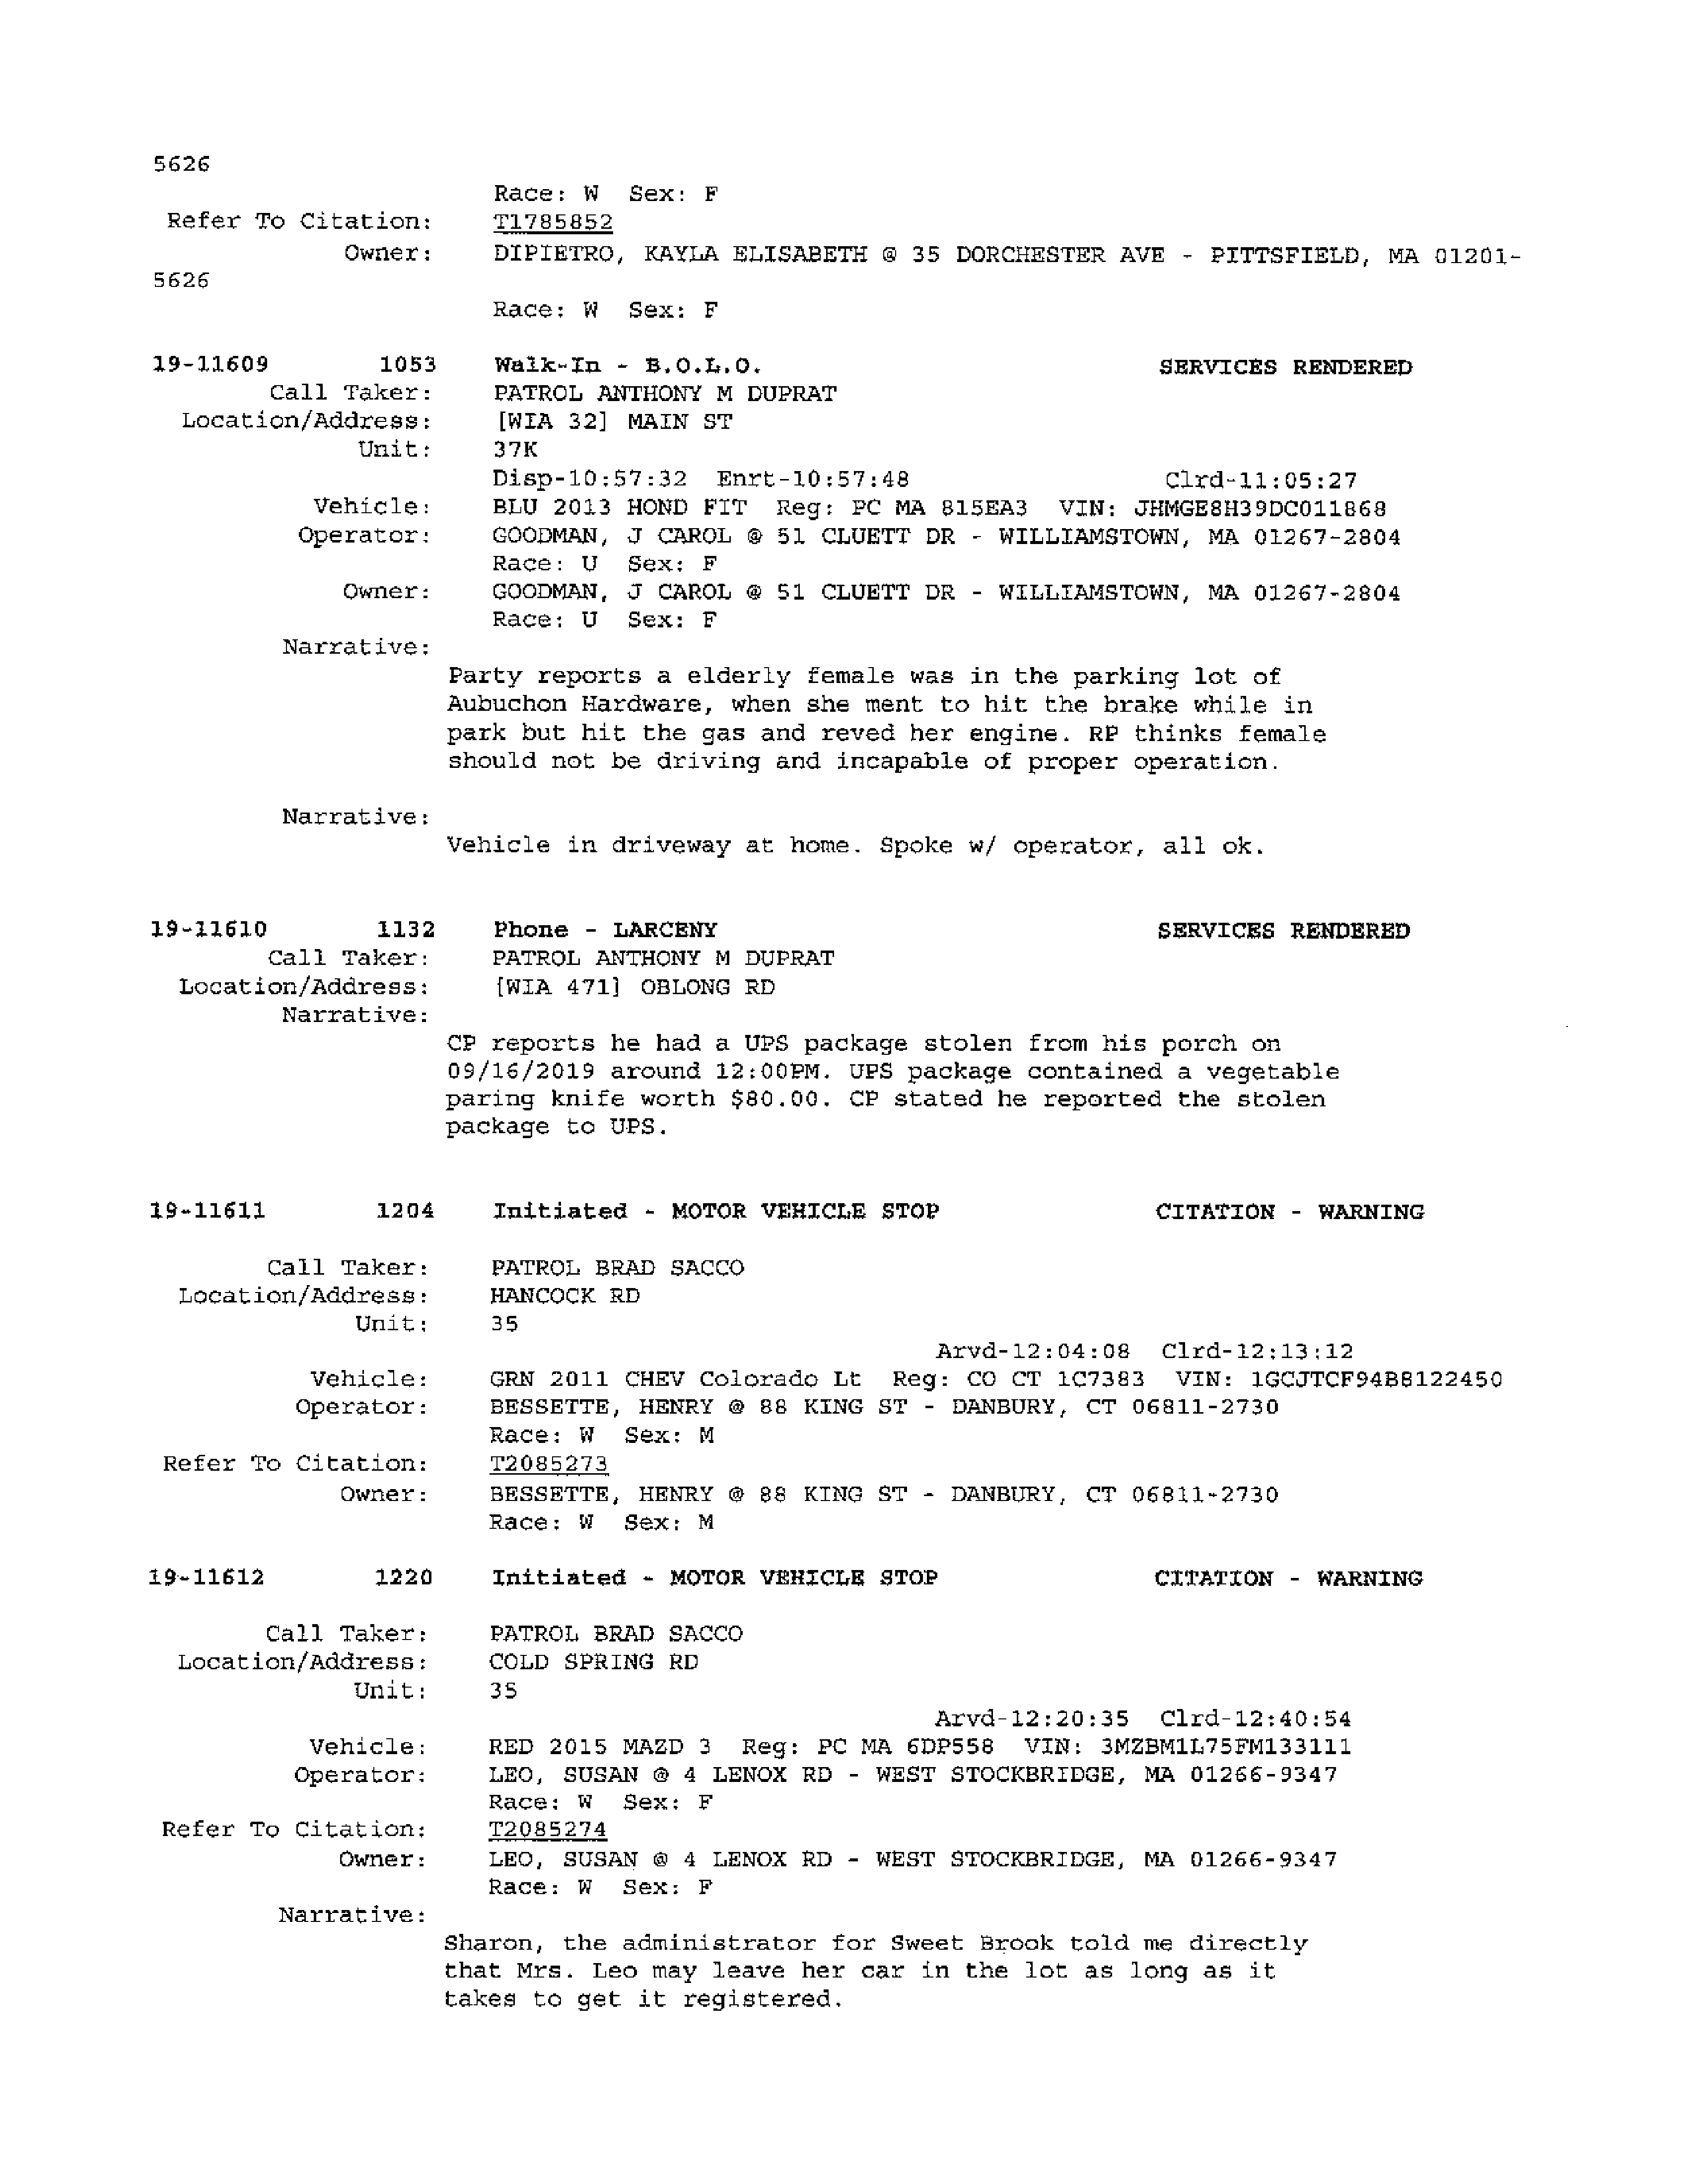 5626
Race: W Sex: F
Refer To Citation: T1785852
Owner: DIPIETRO, KAYLA ELISABETH @ 35 DORCHESTER AVE - PITTSFIELD, MA 01201-
5626
Race: W Sex: F
19-11609 1053 Walk-In - B.O.L.O. SERVICES RENDERED
Call Taker: PATROL ANTHONY M DUPRAT
Location/Address: [WIA 32] MAIN ST
Unit: 37K
Disp-10:57:32 Enrt-10:57:48 Clrd-11:05:27
Vehicle: BLU 2013 HOND FIT Reg: PC MA 815EA3 VIN: JHMGE8H39DC011868
Operator: GOODMAN, J CAROL @ 51 CLUETT DR - WILLIAMSTOWN, MA 01267-2804
Race: U Sex: F
Owner: GOODMAN, J CAROL @ 51 CLUETT DR - WILLIAMSTOWN, MA 01267-2804
Race: U Sex: F
Narrative:
Party reports a elderly female was in the parking lot of
Aubuchon Hardware, when she ment to hit the brake while in
park but hit the gas and reved her engine. RP thinks female
should not be driving and incapable of proper operation.
Narrative:
Vehicle in driveway at home. Spoke w/ operator, all ok.
19-11610 1132 Phone - LARCENY SERVICES RENDERED
Call Taker: PATROL ANTHONY M DUPRAT
Location/Address: [WIA 471] OBLONG RD
Narrative:
CP reports he had a UPS package stolen from his porch on
09/16/2019 around 12:00PM. UPS package contained a vegetable
paring knife worth $80.00. CP stated he reported the stolen
package to UPS.
19-11611 1204 Initiated - MOTOR VEHICLE STOP CITATION - WARNING
Call Taker: PATROL BRAD SACCO
Location/Address: HANCOCK RD
Unit: 35
Arvd-12:04:08 Clrd-12:13:12
Vehicle: GRN 2011 CHEV Colorado Lt Reg: CO CT 1C7383 VIN: 1GCJTCF94B8122450
Operator: BESSETTE, HENRY @ 88 KING ST - DANBURY, CT 06811-2730
Race: W Sex: M
Refer To Citation: T2085273
Owner: BESSETTE, HENRY @ 88 KING ST - DANBURY, CT 06811-2730
Race: W Sex: M
19-11612 1220 Initiated - MOTOR VEHICLE STOP CITATION - WARNING
Call Taker: PATROL BRAD SACCO
Location/Address: COLD SPRING RD
Unit: 35
Arvd-12:20:35 Clrd-12:40:54
Vehicle: RED 2015 MAZD 3 Reg: PC MA 6DP558 VIN: 3MZBM1L75FM133111
Operator: LEO, SUSAN @ 4 LENOX RD - WEST STOCKBRIDGE, MA 01266-9347
Race: W Sex: F
Refer To Citation: T2085274
Owner: LEO, SUSAN @ 4 LENOX RD - WEST STOCKBRIDGE, MA 01266-9347
Race: W Sex: F
Narrative:
Sharon, the administrator for Sweet Brook told me directly
that Mrs. Leo may leave her car in the lot as long as it
takes to get it registered.